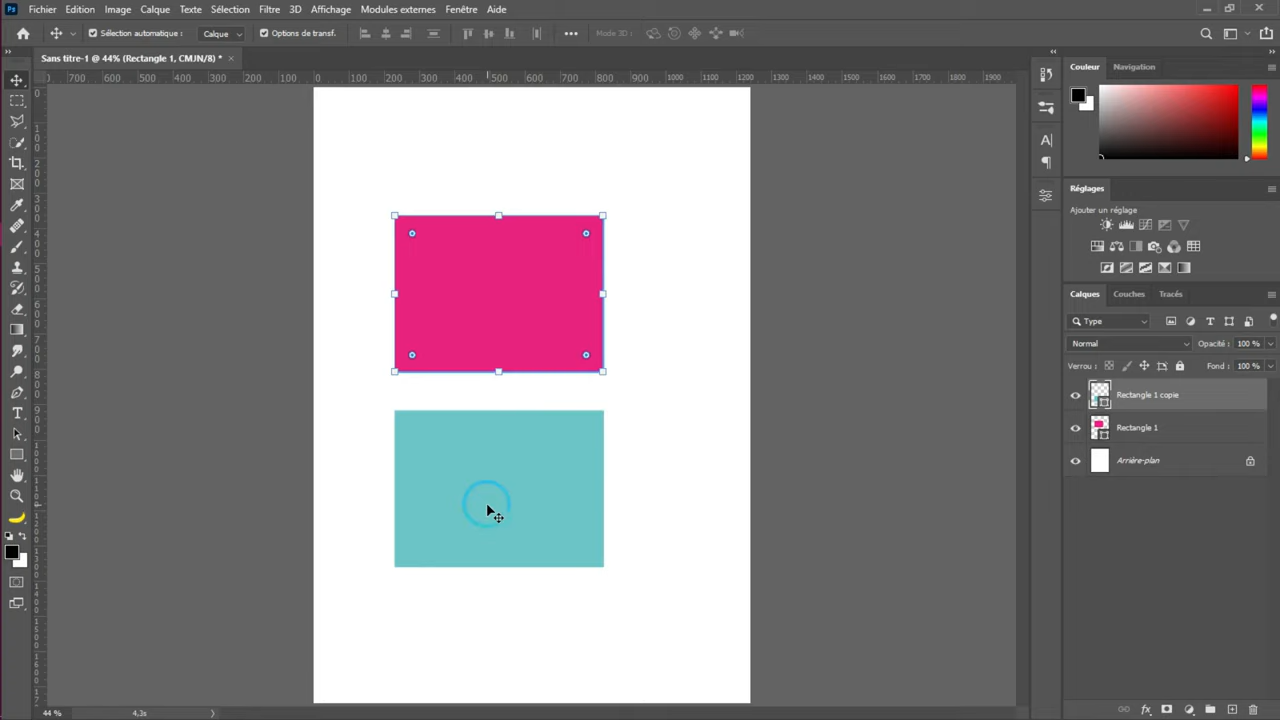 Ps Fichier Edition Image Calque Texte Sélection Filtre 3D Affichage Modules externes Fenêtre Aide
Sélection automatique : Calque Options de transf. Mode 3D :
Sans titre-1 @ 44% (Rectangle 1, CMJN/8) *
700 600 500 400 300 200 100 0 100 200 300 400 500 600 700 800 900 1000 1100 1200 1300 1400 1500 1600 1700 1800 1900
Couleur Navigation
Réglages
Ajouter un réglage
Calques Couches Tracés
Type
Normal Opacité : 100 %
Verrou : Fond : 100 %
Rectangle 1 copie
Rectangle 1
Arrière-plan
44 % 4,3s